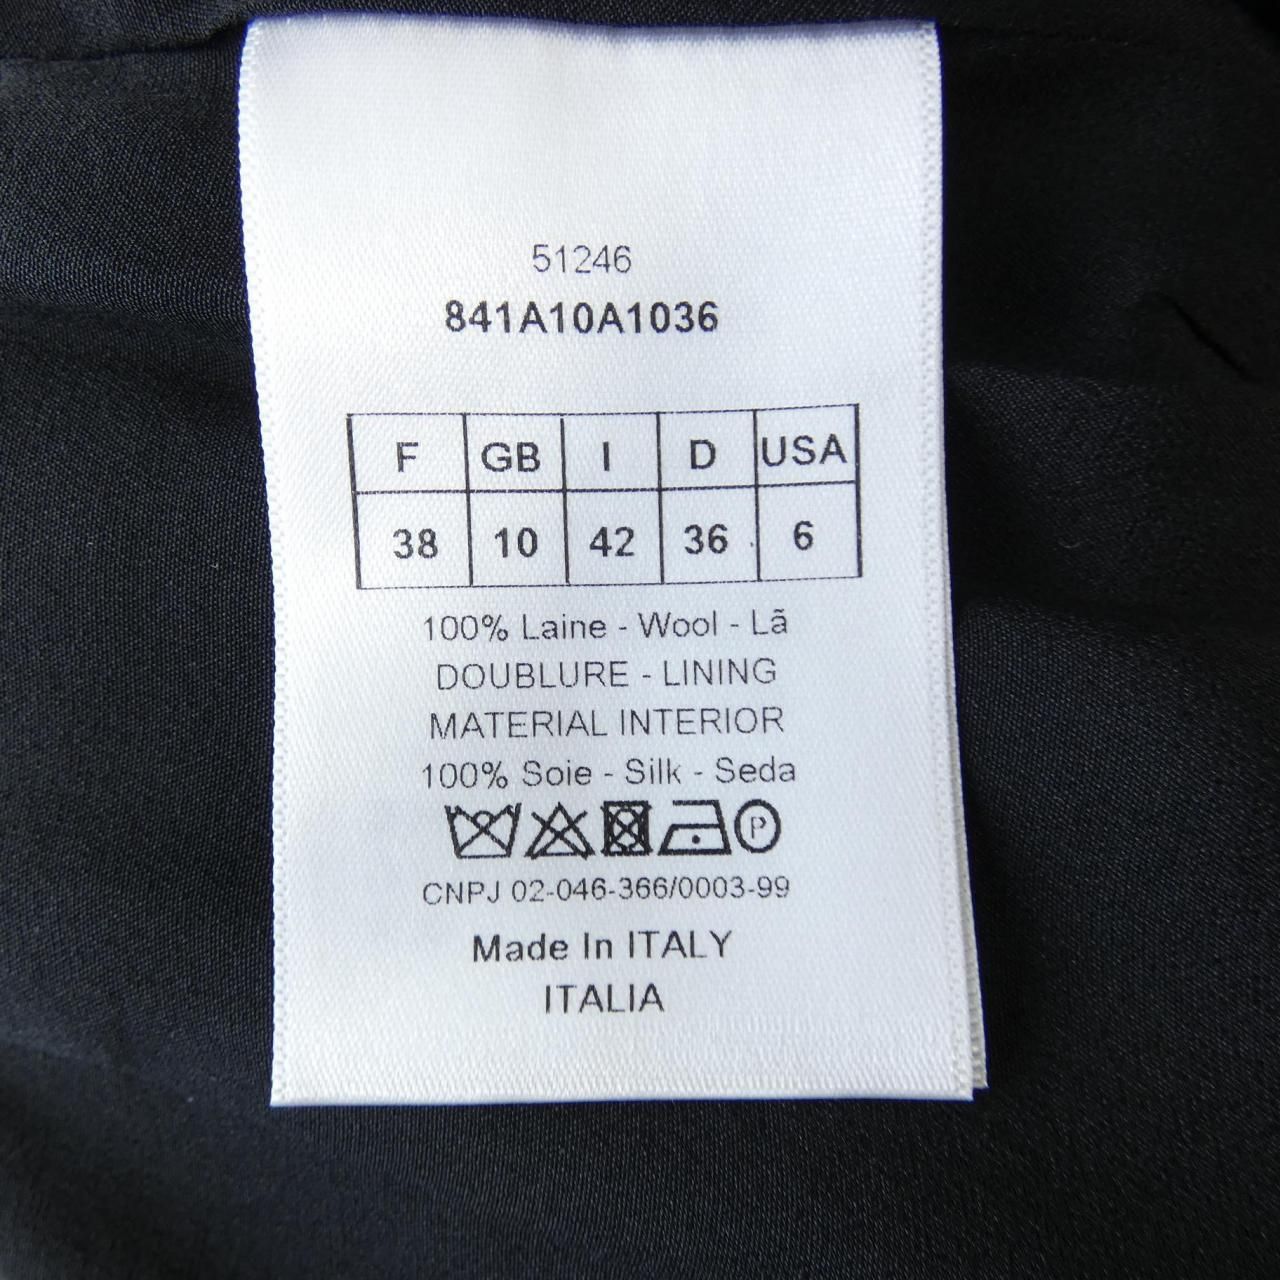 51246
841A10A1036
F GB I D USA
38 10 42 36 6
100% Laine - Wool - Lã
DOUBLURE - LINING
MATERIAL INTERIOR
100% Soie - Silk - Seda
P
CNPJ 02-046-366/0003-99
Made In ITALY
ITALIA